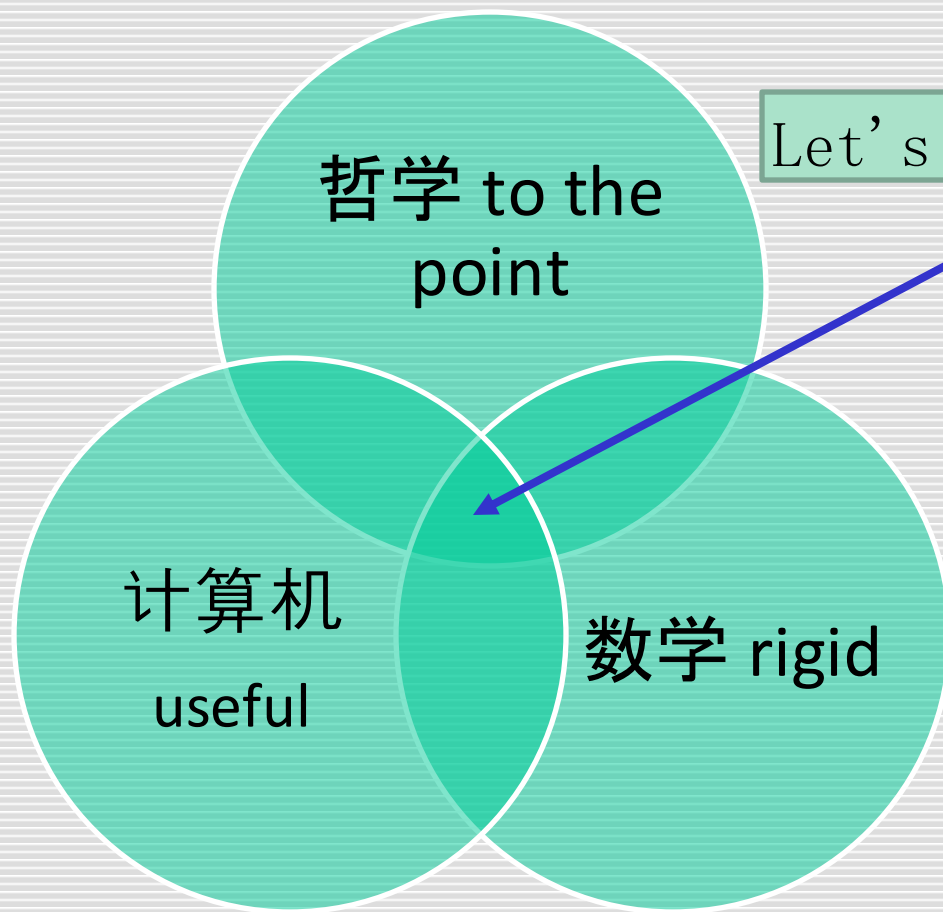 哲学 to the
point
Let's
计算机
useful
数学 rigid